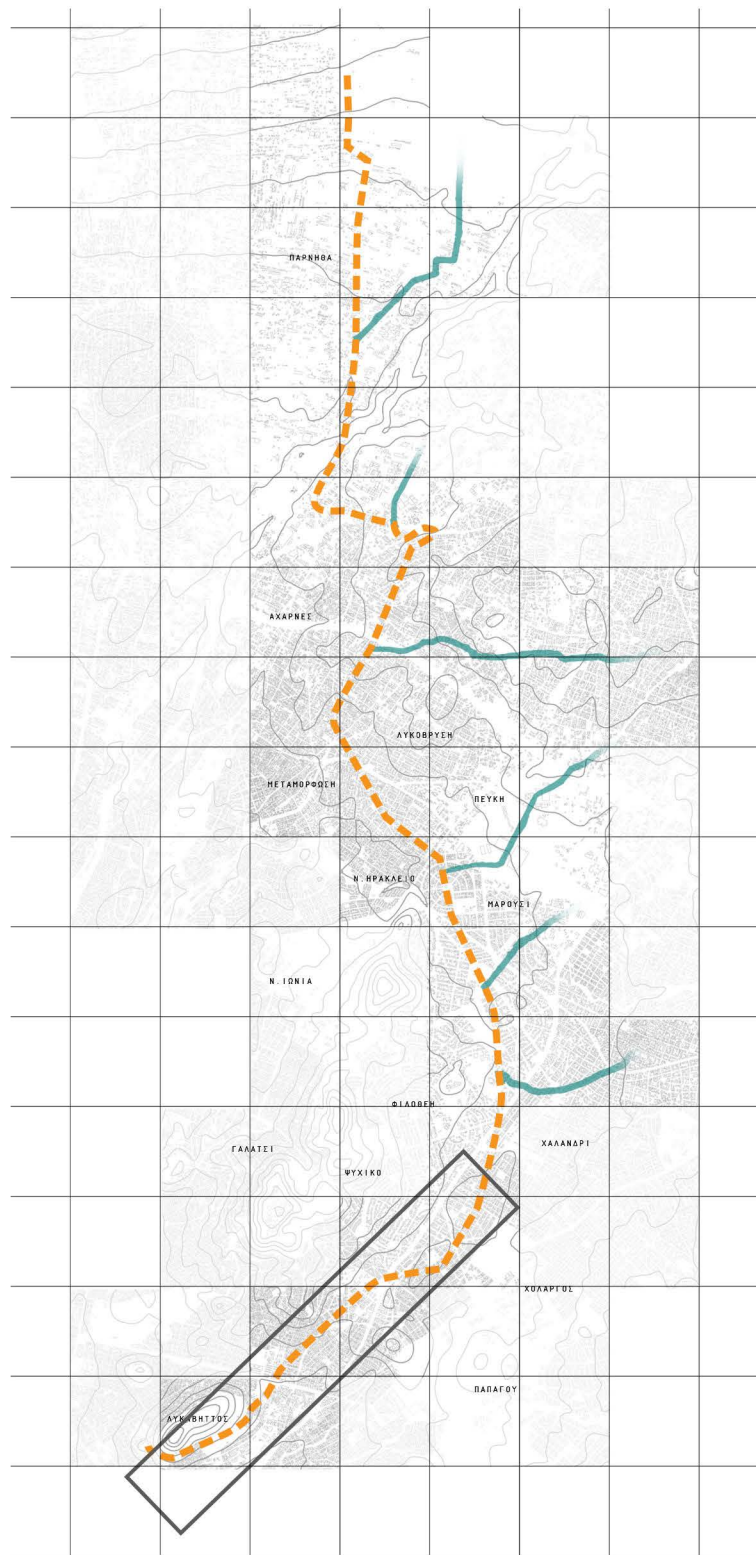 ΠΑΡΝΗΘΑ
ΑΧΑΡΝΕΣ
ΛΥΚΟΒΡΥΣΗ
ΜΕΤΑΜΟΡΦΩΣΗ
ΠΕΥΚΗ
Ν.ΗΡΑΚΛΕΙΟ
ΜΑΡΟΥΣΙ
Ν.ΙΩΝΙΑ
ΦΙΛΟΘΕΗ
ΧΑΛΑΝΔΡΙ
ΓΑΛΑΤΣΙ
ΨΥΧΙΚΟ
ΧΟΛΑΡΓΟΣ
ΠΑΠΑΓΟΥ
ΛΥΚΑΒΗΤΤΟΣ